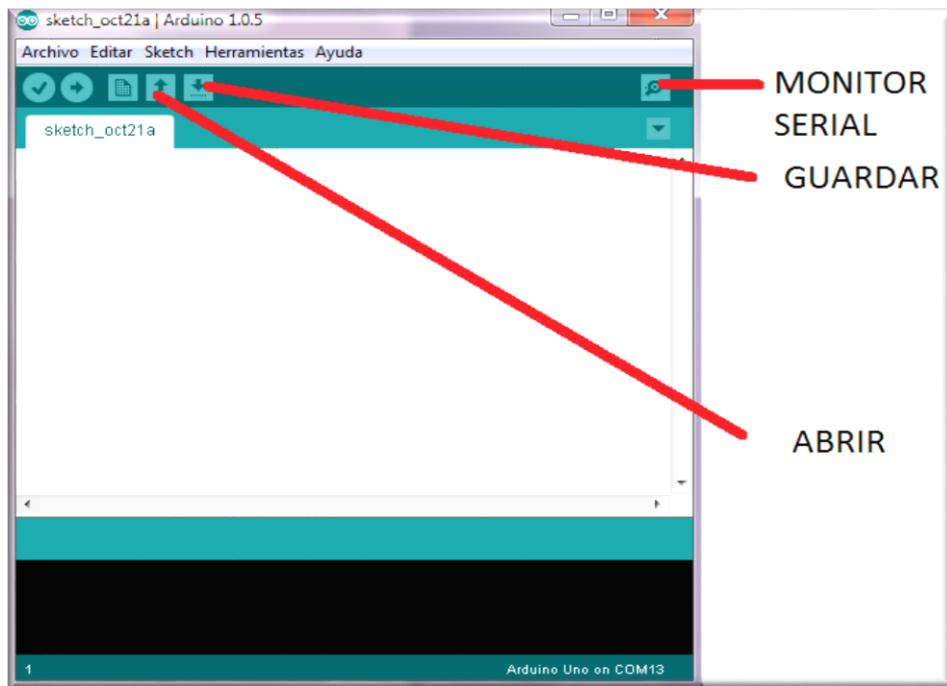 sketch_oct21a | Arduino 1.0.5
Archivo Editar Sketch Herramientas Ayuda
sketch_oct21a
MONITOR
SERIAL
GUARDAR
ABRIR
1
Arduino Uno on COM13